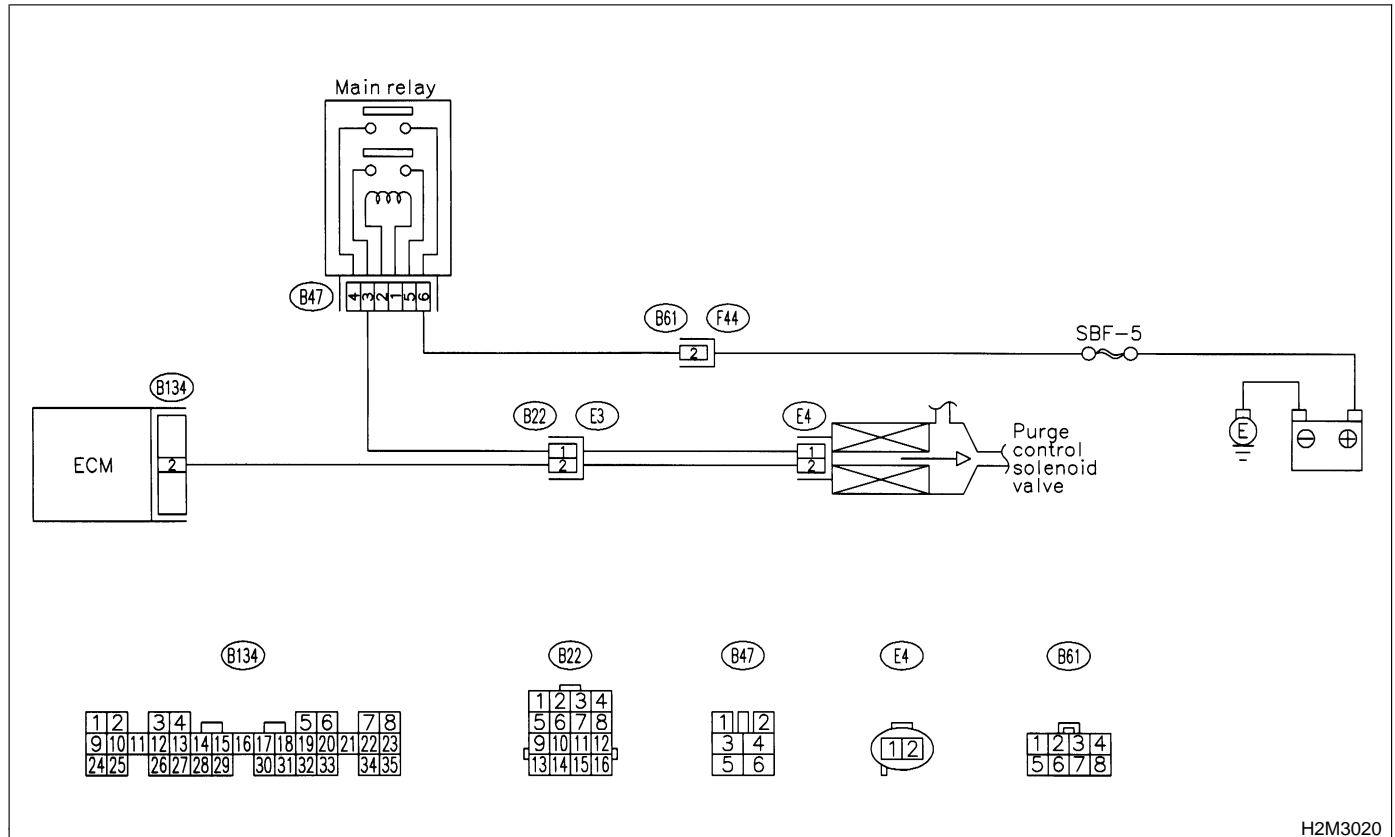 Main relay
B47
4 3 2 1 5 6
B61 F44
2
SBF-5
B134
2
ECM
B22 E3
1
2
E4
1
2
Purge
control
solenoid
valve
E
⊖ ⊕
B134
1 2 3 4 5 6 7 8
9 10 11 12 13 14 15 16 17 18 19 20 21 22 23
24 25 26 27 28 29 30 31 32 33 34 35
B22
1 2 3 4
5 6 7 8
9 10 11 12
13 14 15 16
B47
1 2
3 4
5 6
E4
1 2
B61
1 2 3 4
5 6 7 8
H2M3020